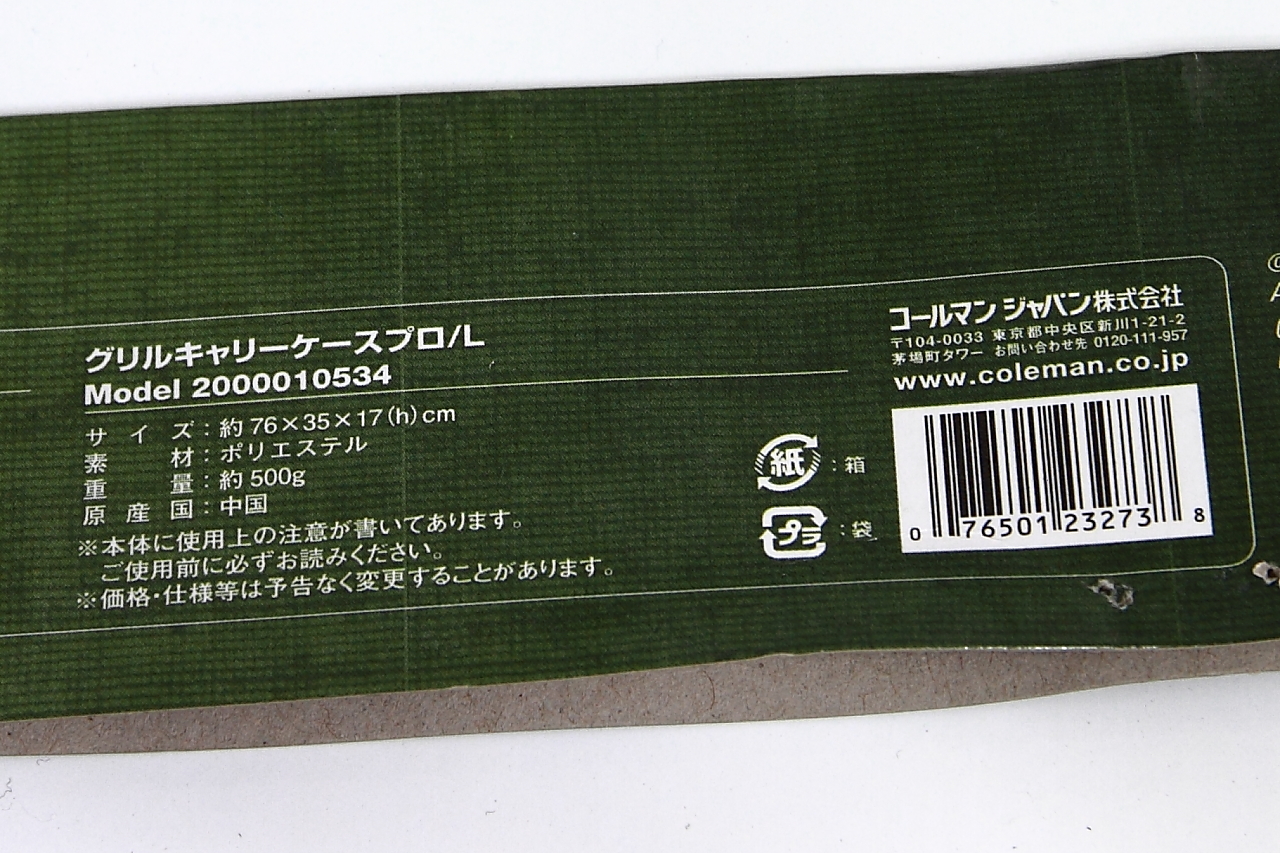 グリルキャリーケースプロ/L
Model 2000010534
サイズ：約76×35×17(h)cm
素材：ポリエステル
重量：約500g
原産国：中国
※本体に使用上の注意が書いてあります。
ご使用前に必ずお読みください。
※価格・仕様等は予告なく変更することがあります。
紙：箱
プラ：袋
コールマン ジャパン株式会社
〒104-0033 東京都中央区新川1-21-2
茅場町タワー お問い合わせ先 0120-111-957
www.coleman.co.jp
0 76501 23273 8